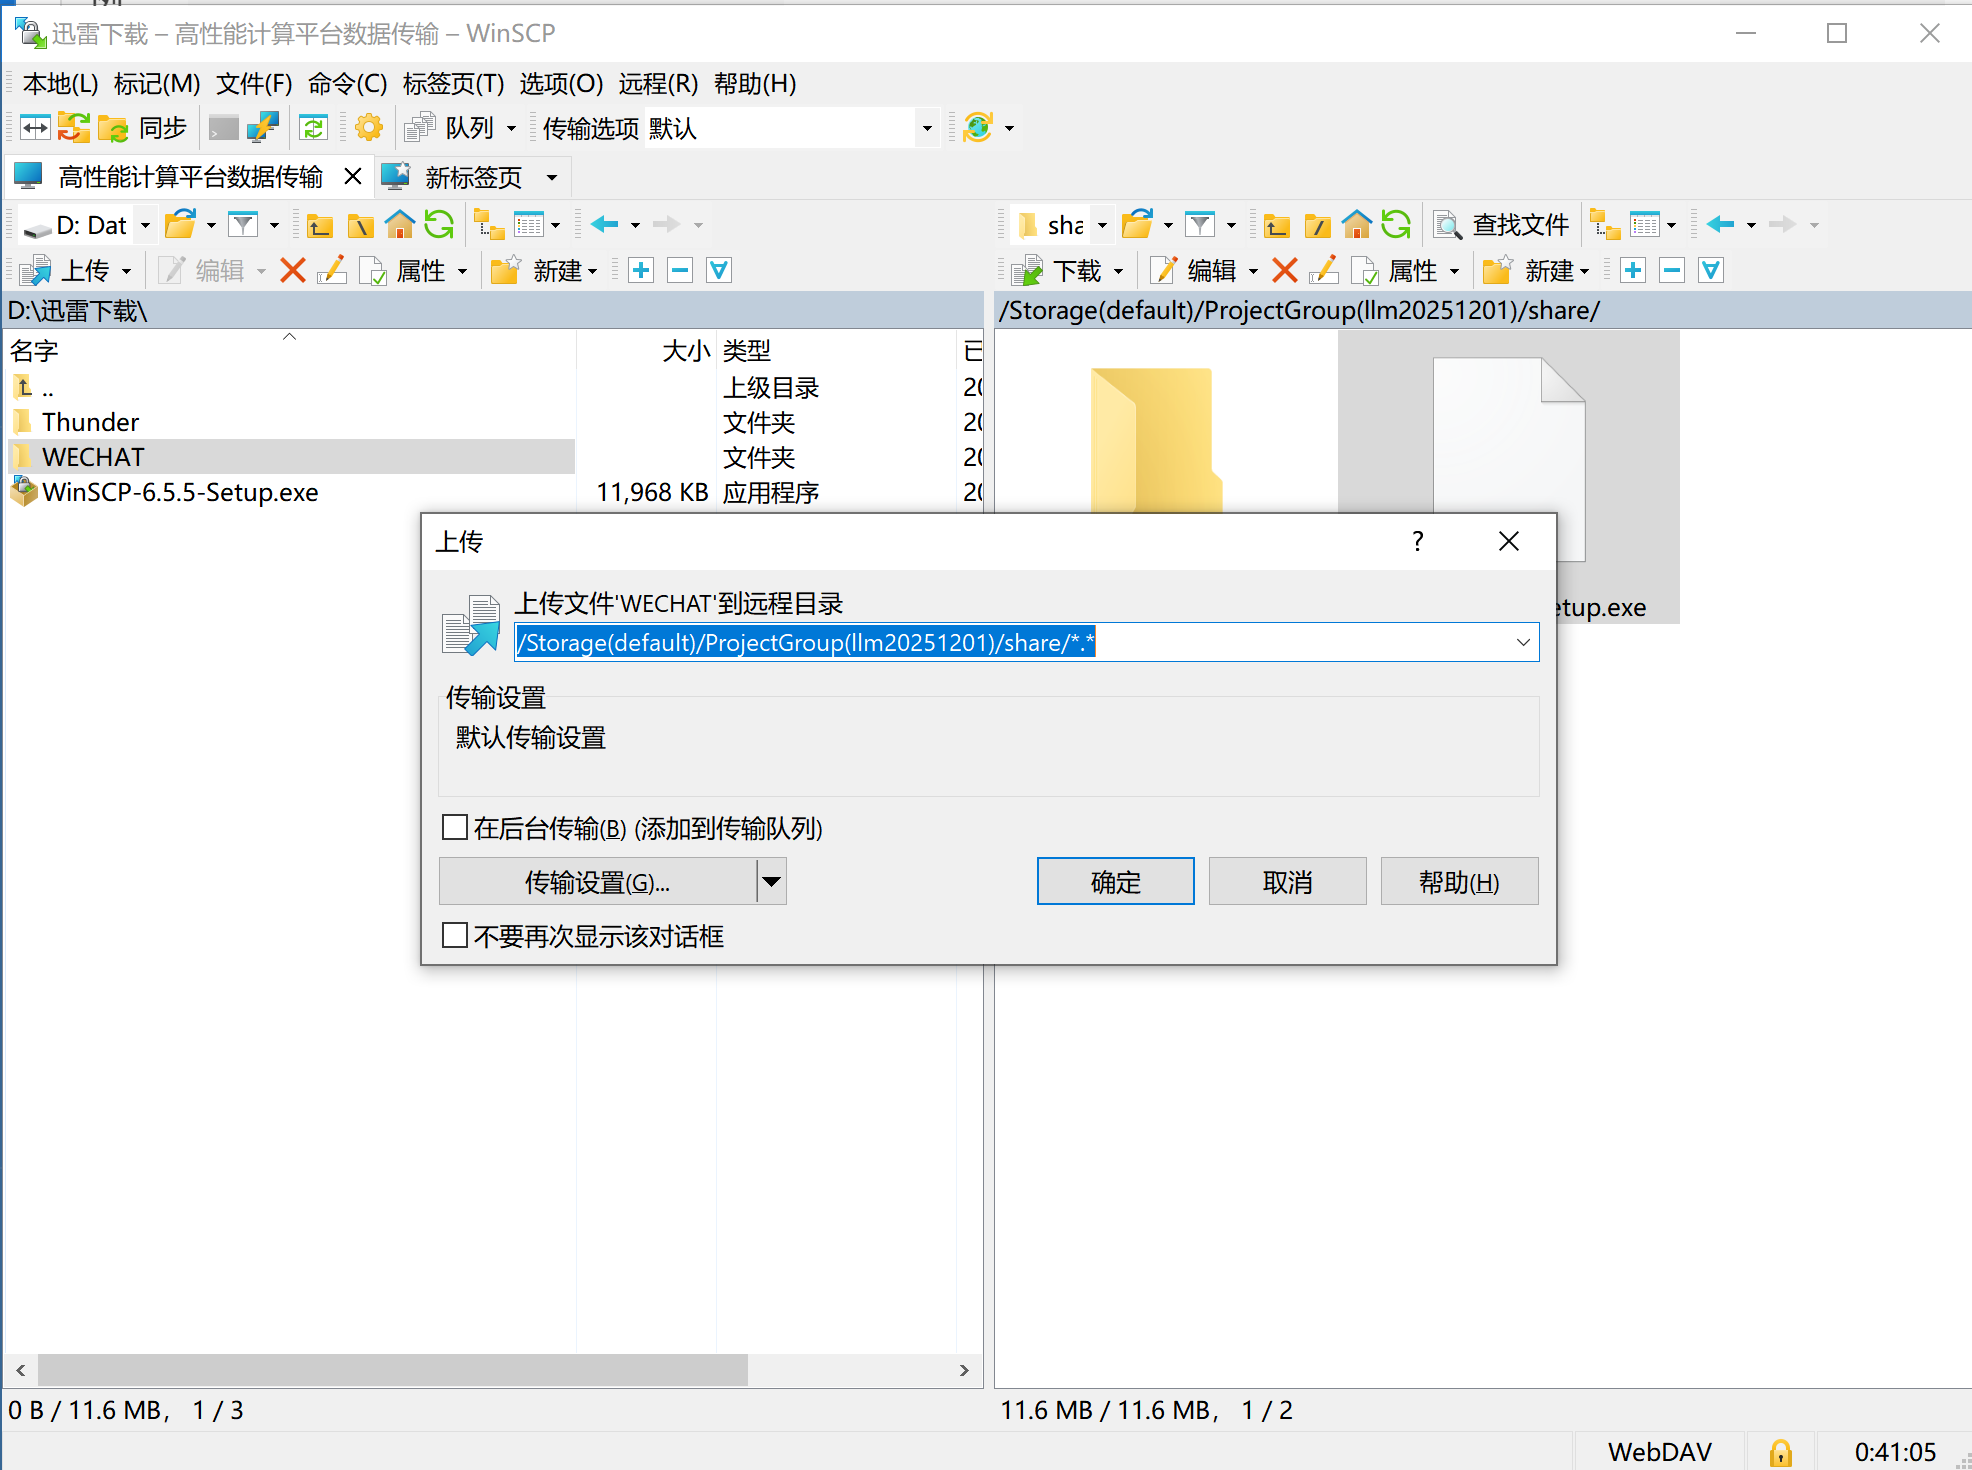 迅雷下载 – 高性能计算平台数据传输 – WinSCP
本地(L) 标记(M) 文件(F) 命令(C) 标签页(T) 选项(O) 远程(R) 帮助(H)
同步 队列 传输选项 默认
高性能计算平台数据传输 新标签页
D: Dat
sha 查找文件
上传 编辑 属性 新建
下载 编辑 属性 新建
D:\迅雷下载\
/Storage(default)/ProjectGroup(llm20251201)/share/
名字 大小 类型 已
.. 上级目录 20
Thunder 文件夹 20
WECHAT 文件夹 20
WinSCP-6.5.5-Setup.exe 11,968 KB 应用程序 20
etup.exe
上传 ?
上传文件'WECHAT'到远程目录
/Storage(default)/ProjectGroup(llm20251201)/share/*.*
传输设置
默认传输设置
在后台传输(B) (添加到传输队列)
传输设置(G)... 确定 取消 帮助(H)
不要再次显示该对话框
0 B / 11.6 MB， 1 / 3
11.6 MB / 11.6 MB， 1 / 2
WebDAV 0:41:05